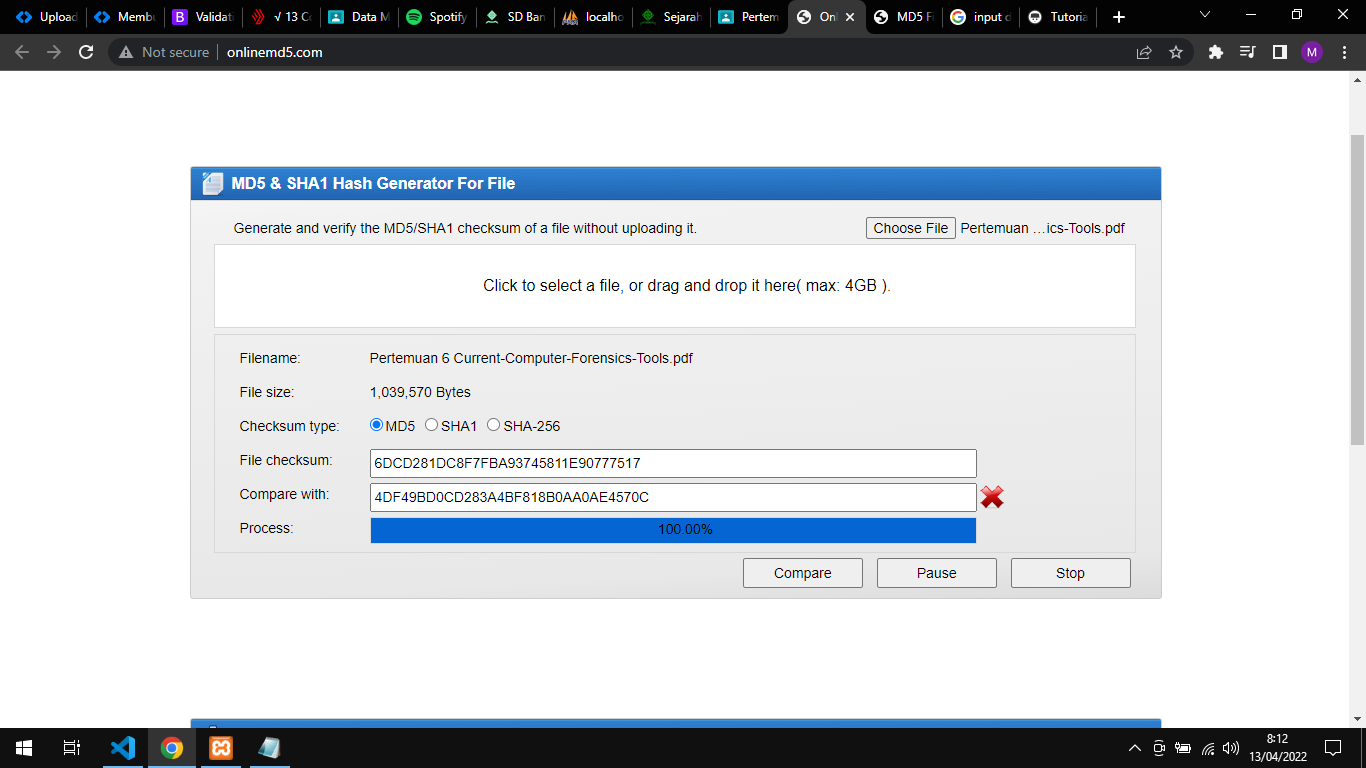 Upload
Membu
B Validati
√ 13 Co
Data M
Spotify
SD Ban
localho
Sejarah
Pertem
Onl
MD5 Fi
input d
Tutoria
Not secure onlinemd5.com
M
MD5 & SHA1 Hash Generator For File
Generate and verify the MD5/SHA1 checksum of a file without uploading it. Choose File Pertemuan ...ics-Tools.pdf
Click to select a file, or drag and drop it here( max: 4GB ).
Filename: Pertemuan 6 Current-Computer-Forensics-Tools.pdf
File size: 1,039,570 Bytes
Checksum type: MD5 SHA1 SHA-256
File checksum: 6DCD281DC8F7FBA93745811E90777517
Compare with: 4DF49BD0CD283A4BF818B0AA0AE4570C
Process: 100.00%
Compare Pause Stop
8:12
13/04/2022